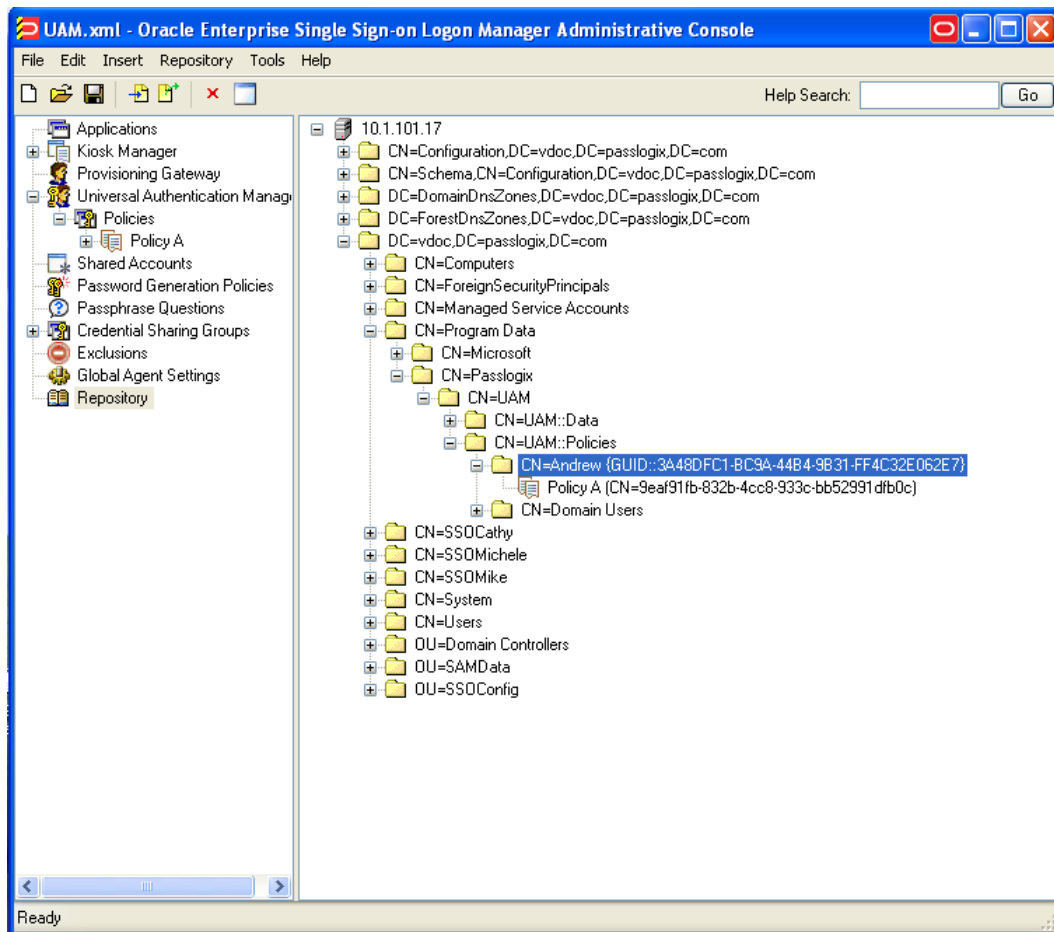 UAM.xml - Oracle Enterprise Single Sign-on Logon Manager Administrative Console
File Edit Insert Repository Tools Help
Help Search: Go
Applications
Kiosk Manager
Provisioning Gateway
Universal Authentication Manag
Policies
Policy A
Shared Accounts
Password Generation Policies
Passphrase Questions
Credential Sharing Groups
Exclusions
Global Agent Settings
Repository
10.1.101.17
CN=Configuration,DC=vdoc,DC=passlogix,DC=com
CN=Schema,CN=Configuration,DC=vdoc,DC=passlogix,DC=com
DC=DomainDnsZones,DC=vdoc,DC=passlogix,DC=com
DC=ForestDnsZones,DC=vdoc,DC=passlogix,DC=com
DC=vdoc,DC=passlogix,DC=com
CN=Computers
CN=ForeignSecurityPrincipals
CN=Managed Service Accounts
CN=Program Data
CN=Microsoft
CN=Passlogix
CN=UAM
CN=UAM::Data
CN=UAM::Policies
CN=Andrew {GUID::3A48DFC1-BC9A-44B4-9B31-FF4C32E062E7}
Policy A (CN=9eaf91fb-832b-4cc8-933c-bb52991dfb0c)
CN=Domain Users
CN=SSOCathy
CN=SSOMichele
CN=SSOMike
CN=System
CN=Users
OU=Domain Controllers
OU=SAMData
OU=SSOConfig
Ready